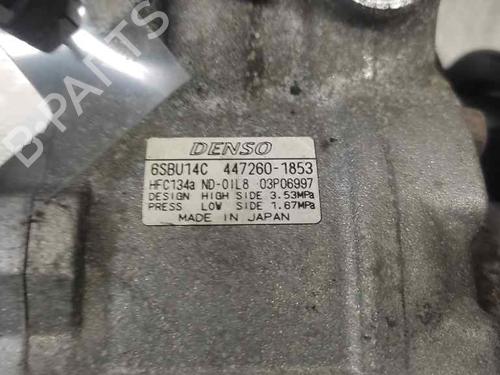 B-PARTS
DENSO
6SBU14C 447260-1853
HFC134a ND-OIL8 03P06997
DESIGN HIGH SIDE 3.53MPa
PRESS LOW SIDE 1.67MPa
MADE IN JAPAN